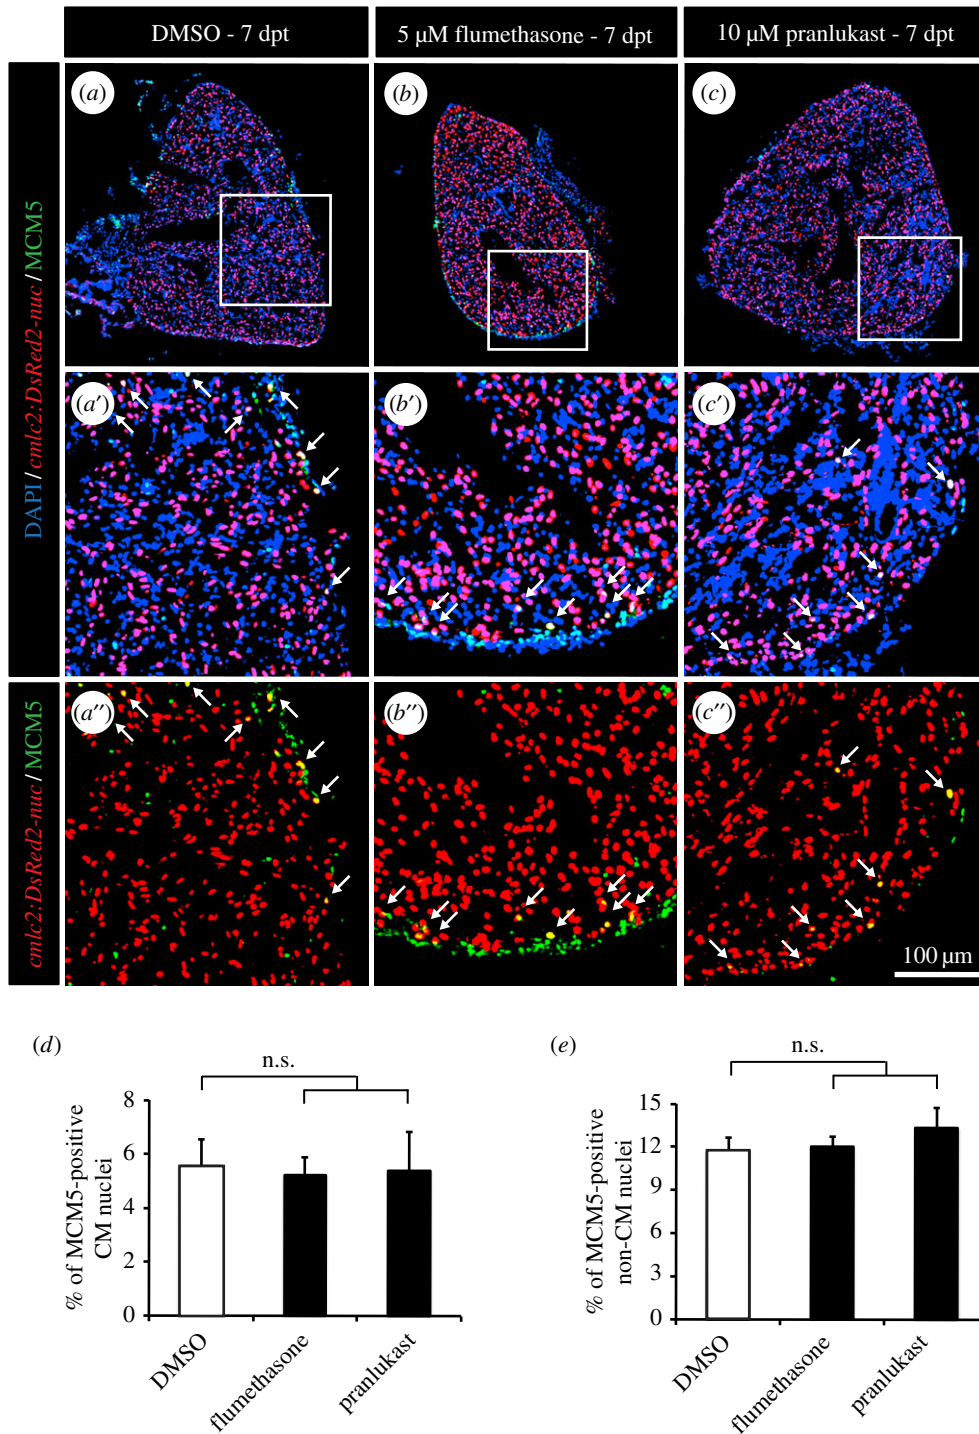 DMSO - 7 dpt
5 µM flumethasone - 7 dpt
10 µM pranlukast - 7 dpt
DAPI / cmlc2:DsRed2-nuc / MCM5
(a)
(b)
(c)
(a′)
(b′)
(c′)
cmlc2:DsRed2-nuc / MCM5
(a″)
(b″)
(c″)
100 µm
(d)
n.s.
% of MCM5-positive
CM nuclei
8
6
4
2
0
DMSO
flumethasone
pranlukast
(e)
n.s.
% of MCM5-positive
non-CM nuclei
15
12
9
6
3
0
DMSO
flumethasone
pranlukast